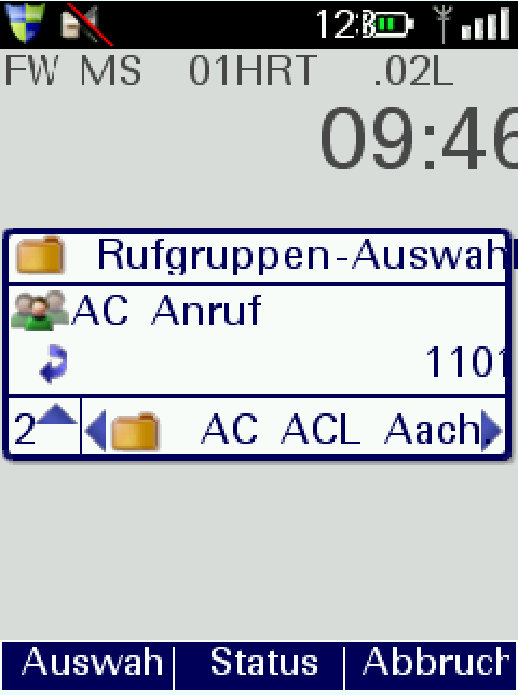 12
FW MS 01HRT .02L
09:46
Rufgruppen-Auswahl
AC Anruf
1101
2 AC ACL Aach.
Auswah Status Abbruch